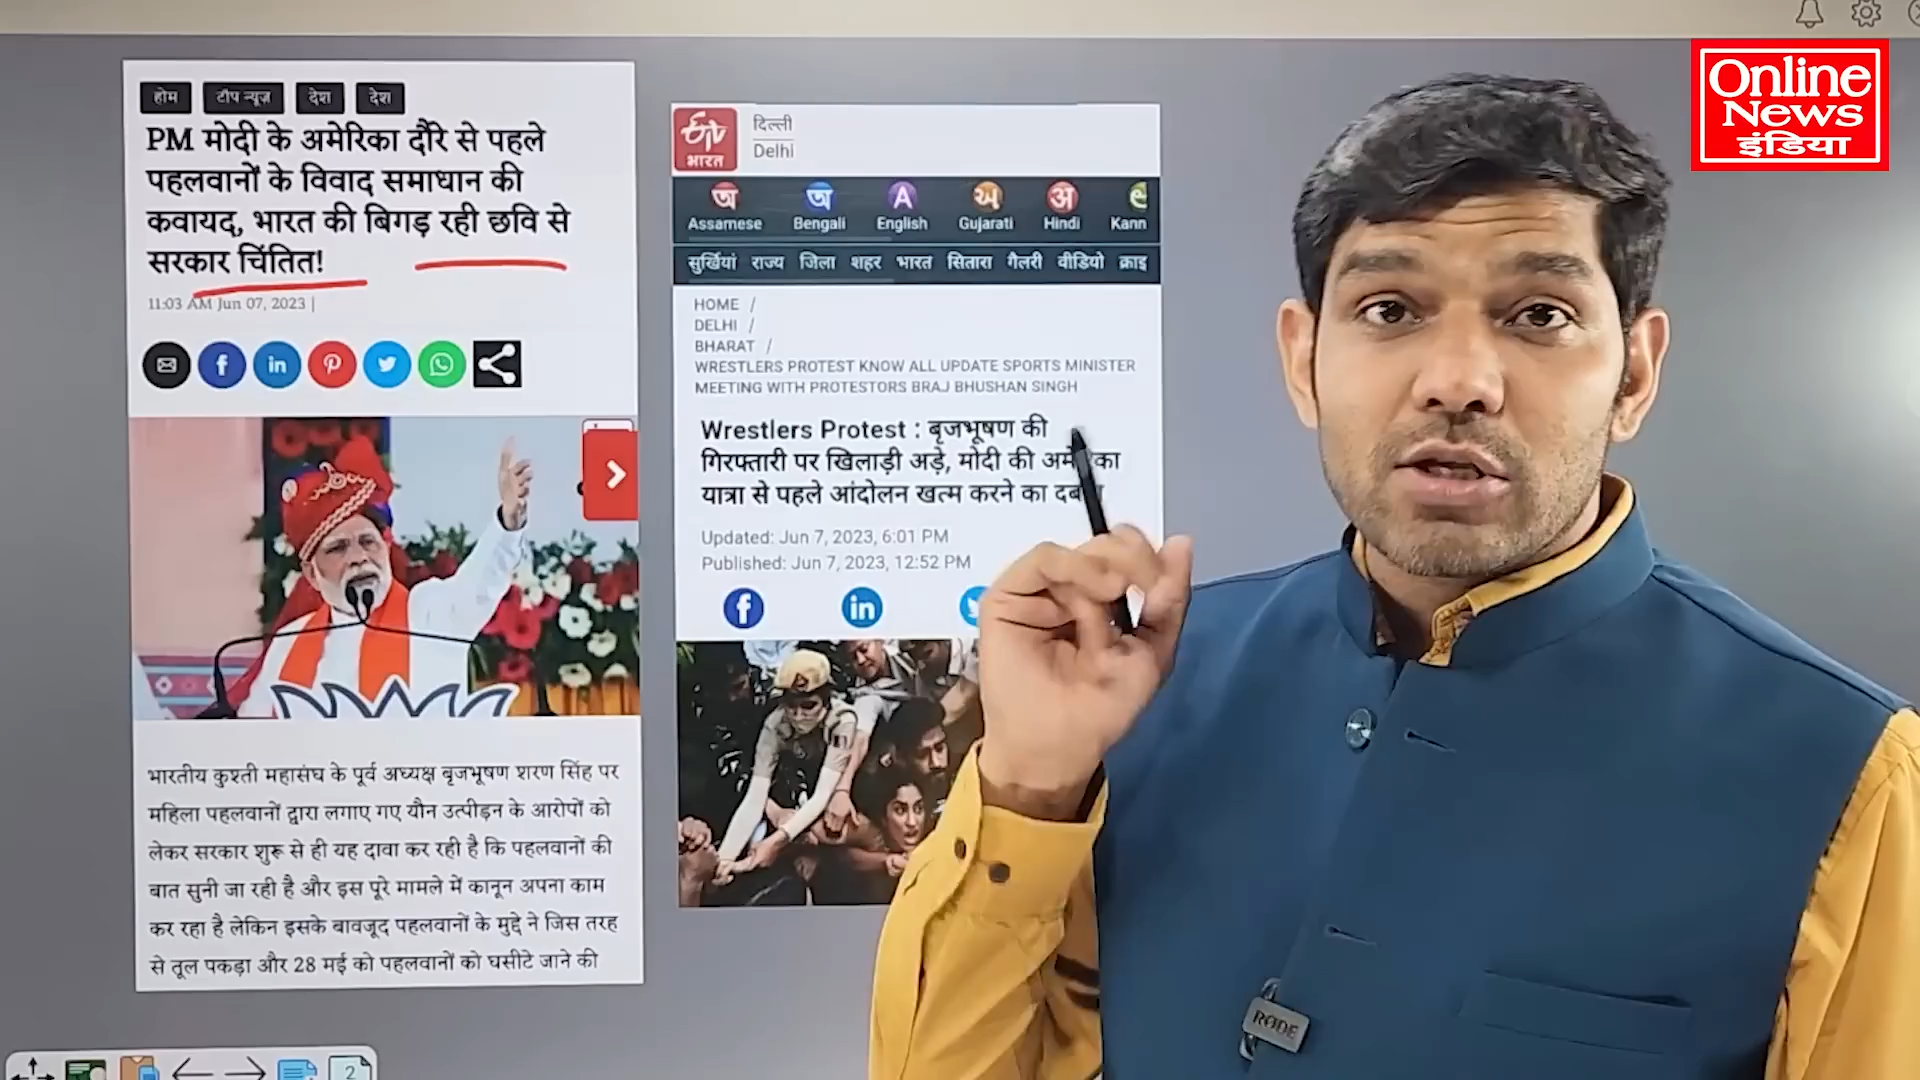 Online
News
इंडिया
होम टॉप न्यूज़ देश देश
PM मोदी के अमेरिका दौरे से पहले
पहलवानों के विवाद समाधान की
कवायद, भारत की बिगड़ रही छवि से
सरकार चिंतित!
11:03 AM Jun 07, 2023 |
भारतीय कुश्ती महासंघ के पूर्व अध्यक्ष बृजभूषण शरण सिंह पर
महिला पहलवानों द्वारा लगाए गए यौन उत्पीड़न के आरोपों को
लेकर सरकार शुरू से ही यह दावा कर रही है कि पहलवानों की
बात सुनी जा रही है और इस पूरे मामले में कानून अपना काम
कर रहा है लेकिन इसके बावजूद पहलवानों के मुद्दे ने जिस तरह
से तूल पकड़ा और 28 मई को पहलवानों को घसीटे जाने की
etv भारत
दिल्ली
Delhi
अ অ A અ अ
Assamese Bengali English Gujarati Hindi Kann
सुर्खियां राज्य जिला शहर भारत सितारा गैलरी वीडियो क्राइ
HOME /
DELHI /
BHARAT /
WRESTLERS PROTEST KNOW ALL UPDATE SPORTS MINISTER
MEETING WITH PROTESTORS BRAJ BHUSHAN SINGH
Wrestlers Protest : बृजभूषण की
गिरफ्तारी पर खिलाड़ी अड़े, मोदी की
यात्रा से पहले आंदोलन खत्म करने का
Updated: Jun 7, 2023, 6:01 PM
Published: Jun 7, 2023, 12:52 PM
RØDE
2